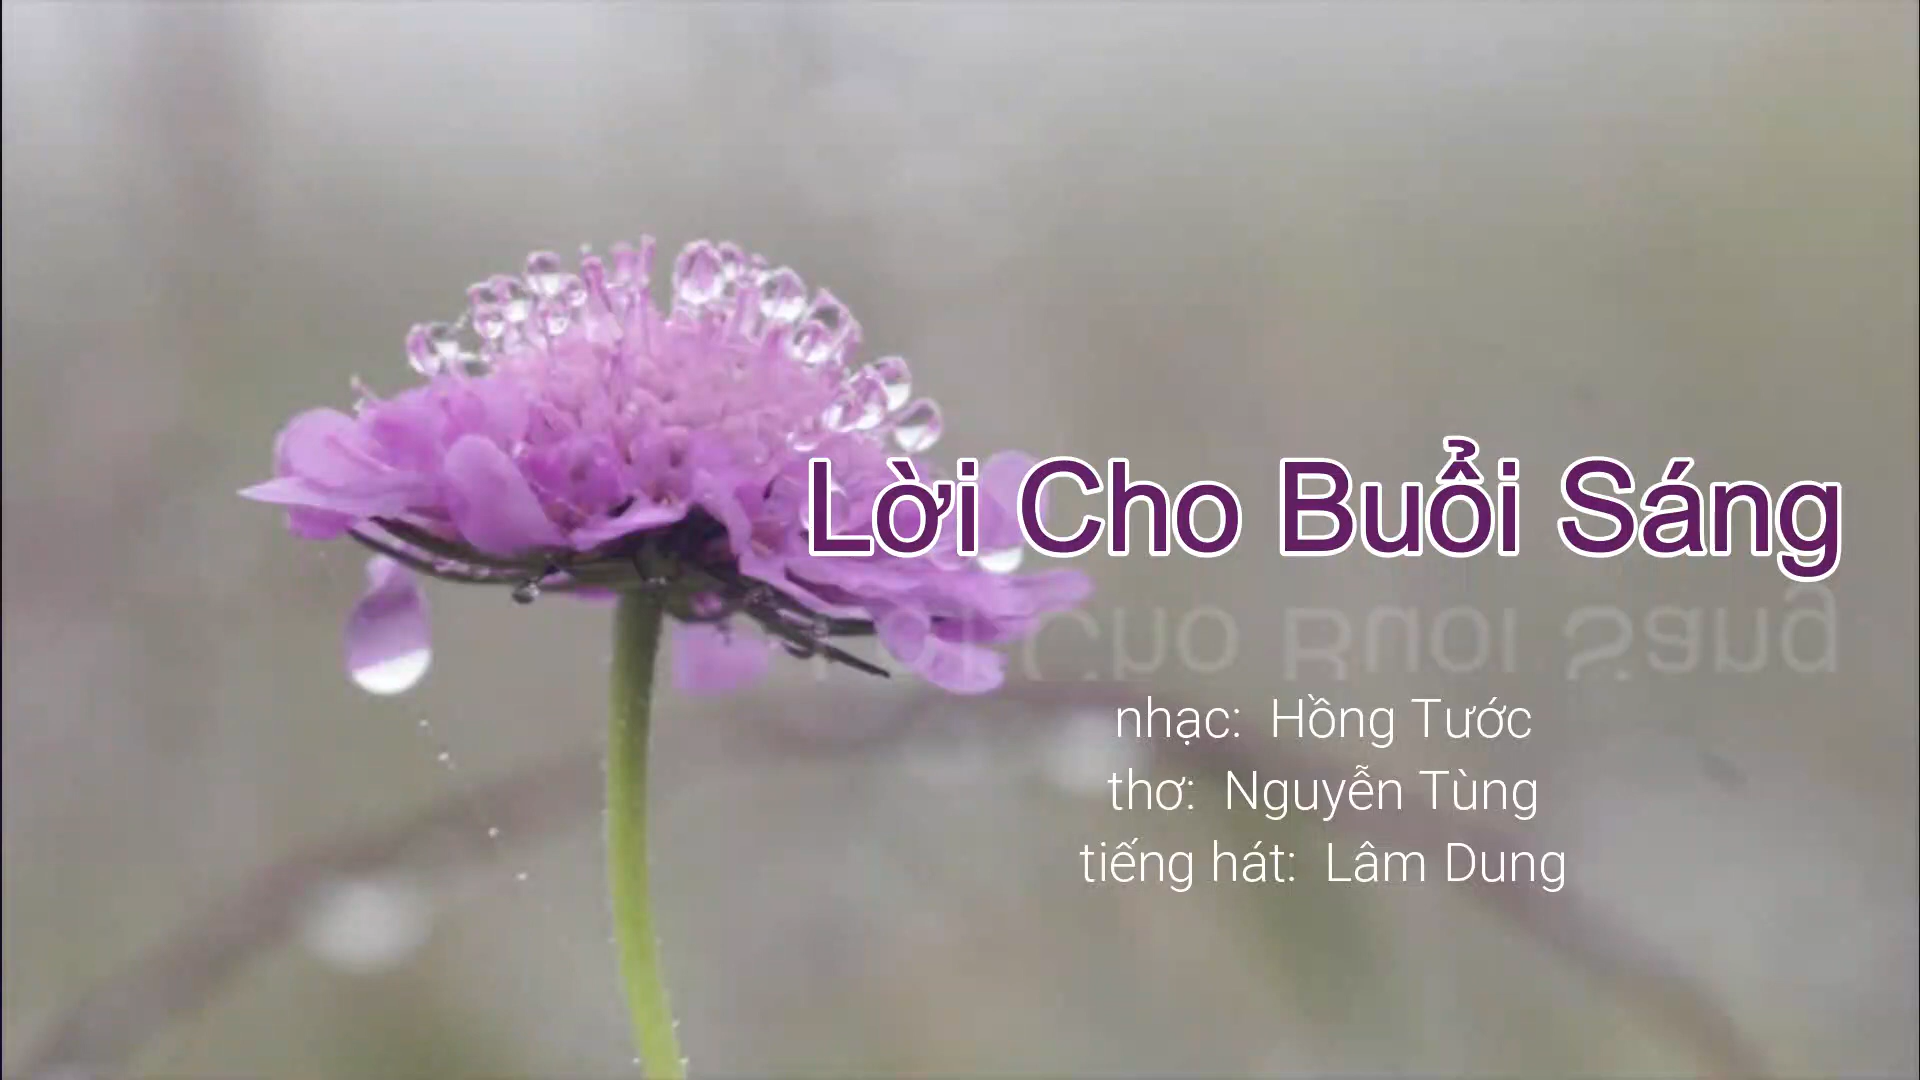 Lời Cho Buổi Sáng
nhạc: Hồng Tước
thơ: Nguyễn Tùng
tiếng hát: Lâm Dung